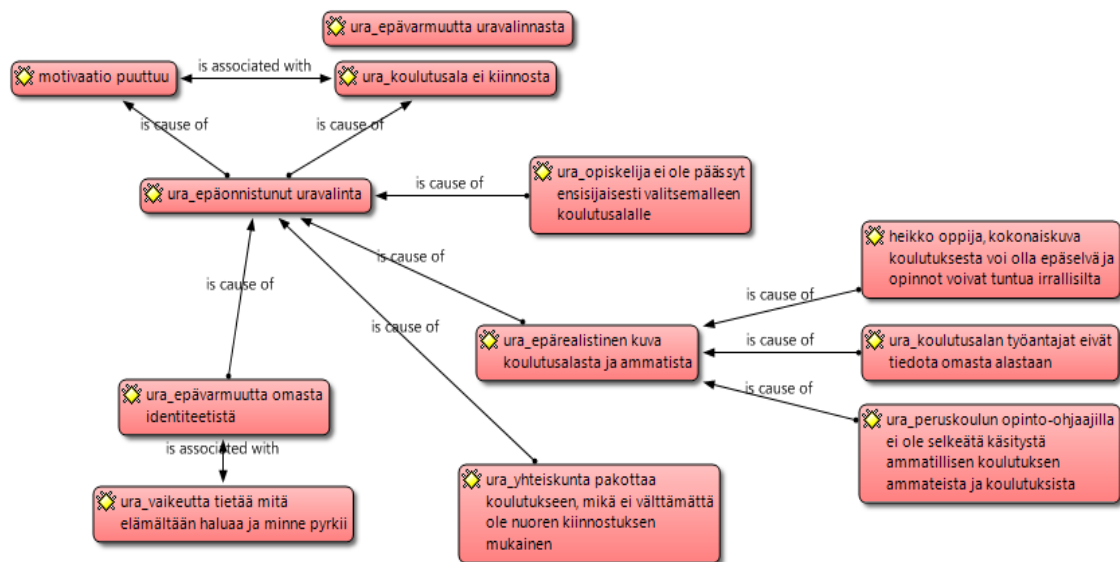 ura_epävarmuutta uravalinnasta
is associated with
motivaatio puuttuu
ura_koulutusala ei kiinnosta
is cause of
is cause of
ura_epäonnistunut uravalinta
is cause of
ura_opiskelija ei ole päässyt
ensisijaisesti valitsemalleen
koulutusalalle
heikko oppija, kokonaiskuva
koulutuksesta voi olla epäselvä ja
opinnot voivat tuntua irrallisilta
is cause of
is cause of
is cause of
is cause of
ura_epärealistinen kuva
koulutusalasta ja ammatista
is cause of
ura_koulutusalan työantajat eivät
tiedota omasta alastaan
is cause of
ura_epävarmuutta omasta
identiteetistä
ura_peruskoulun opinto-ohjaajilla
ei ole selkeätä käsitystä
ammatillisen koulutuksen
ammateista ja koulutuksista
is associated with
ura_vaikeutta tietää mitä
elämältään haluaa ja minne pyrkii
ura_yhteiskunta pakottaa
koulutukseen, mikä ei välttämättä
ole nuoren kiinnostuksen
mukainen